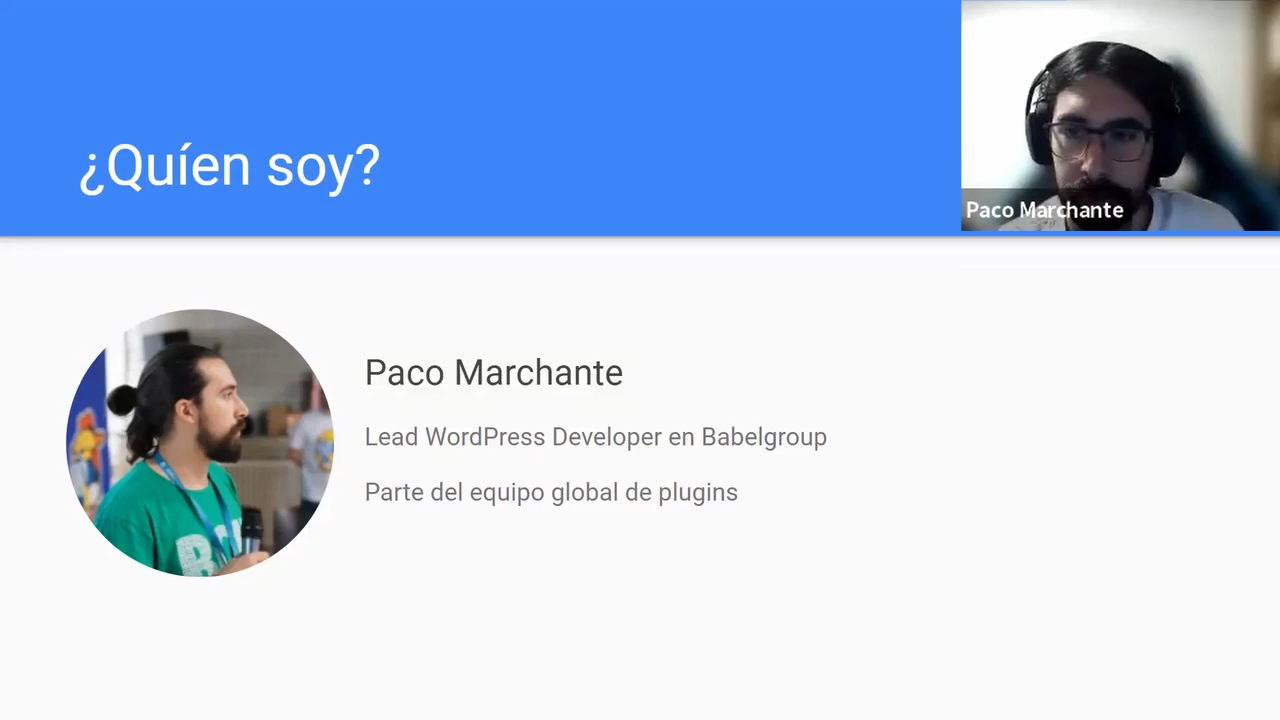 ¿Quíen soy?
Paco Marchante
Paco Marchante
Lead WordPress Developer en Babelgroup
Parte del equipo global de plugins